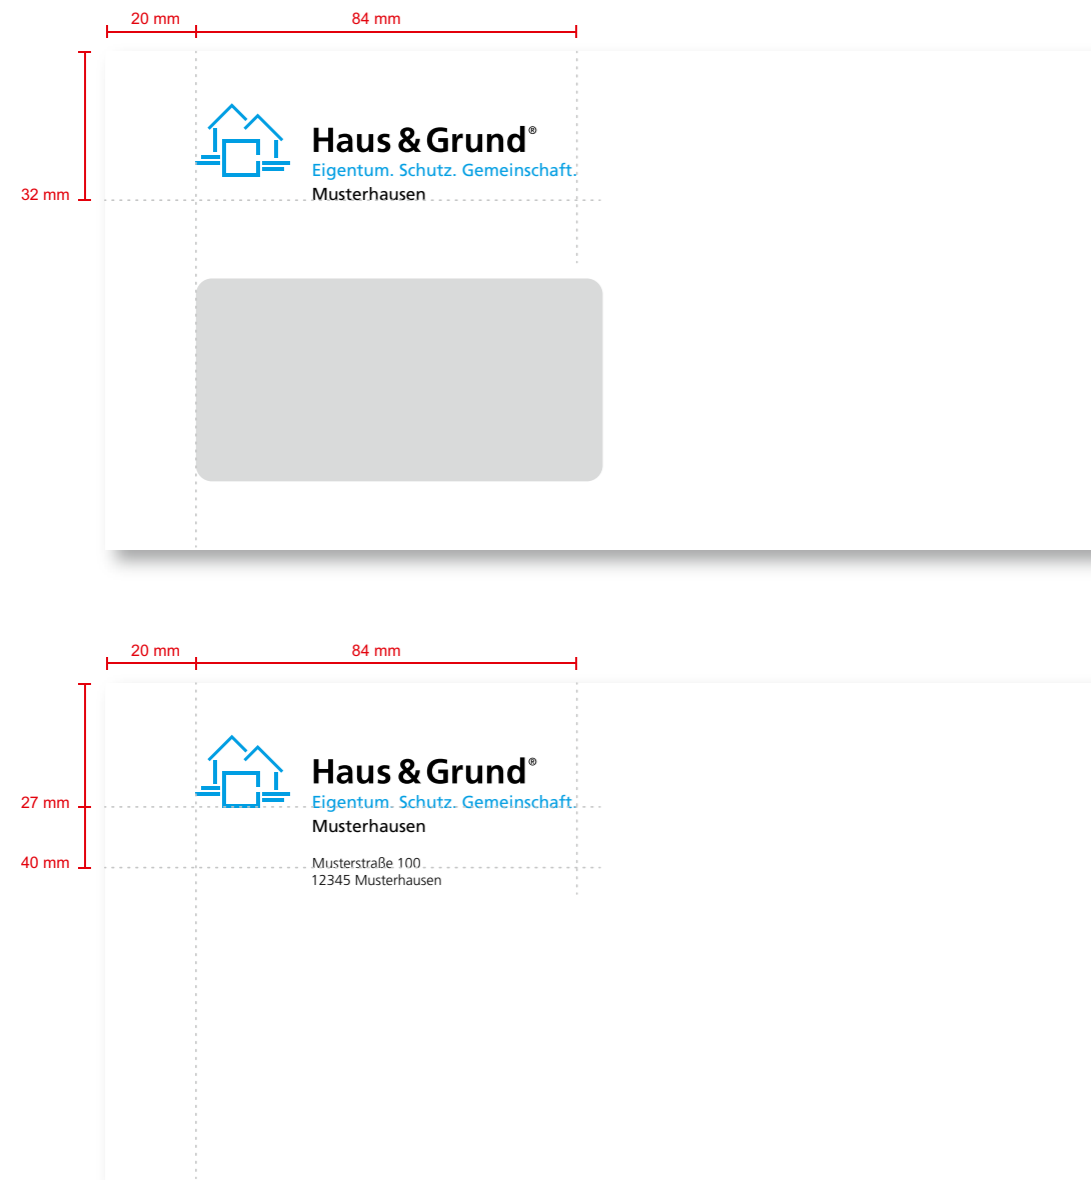 20 mm 84 mm
Haus & Grund®
Eigentum. Schutz. Gemeinschaft.
32 mm
Musterhausen
20 mm 84 mm
Haus & Grund®
27 mm
Eigentum. Schutz. Gemeinschaft.
Musterhausen
40 mm
Musterstraße 100
12345 Musterhausen